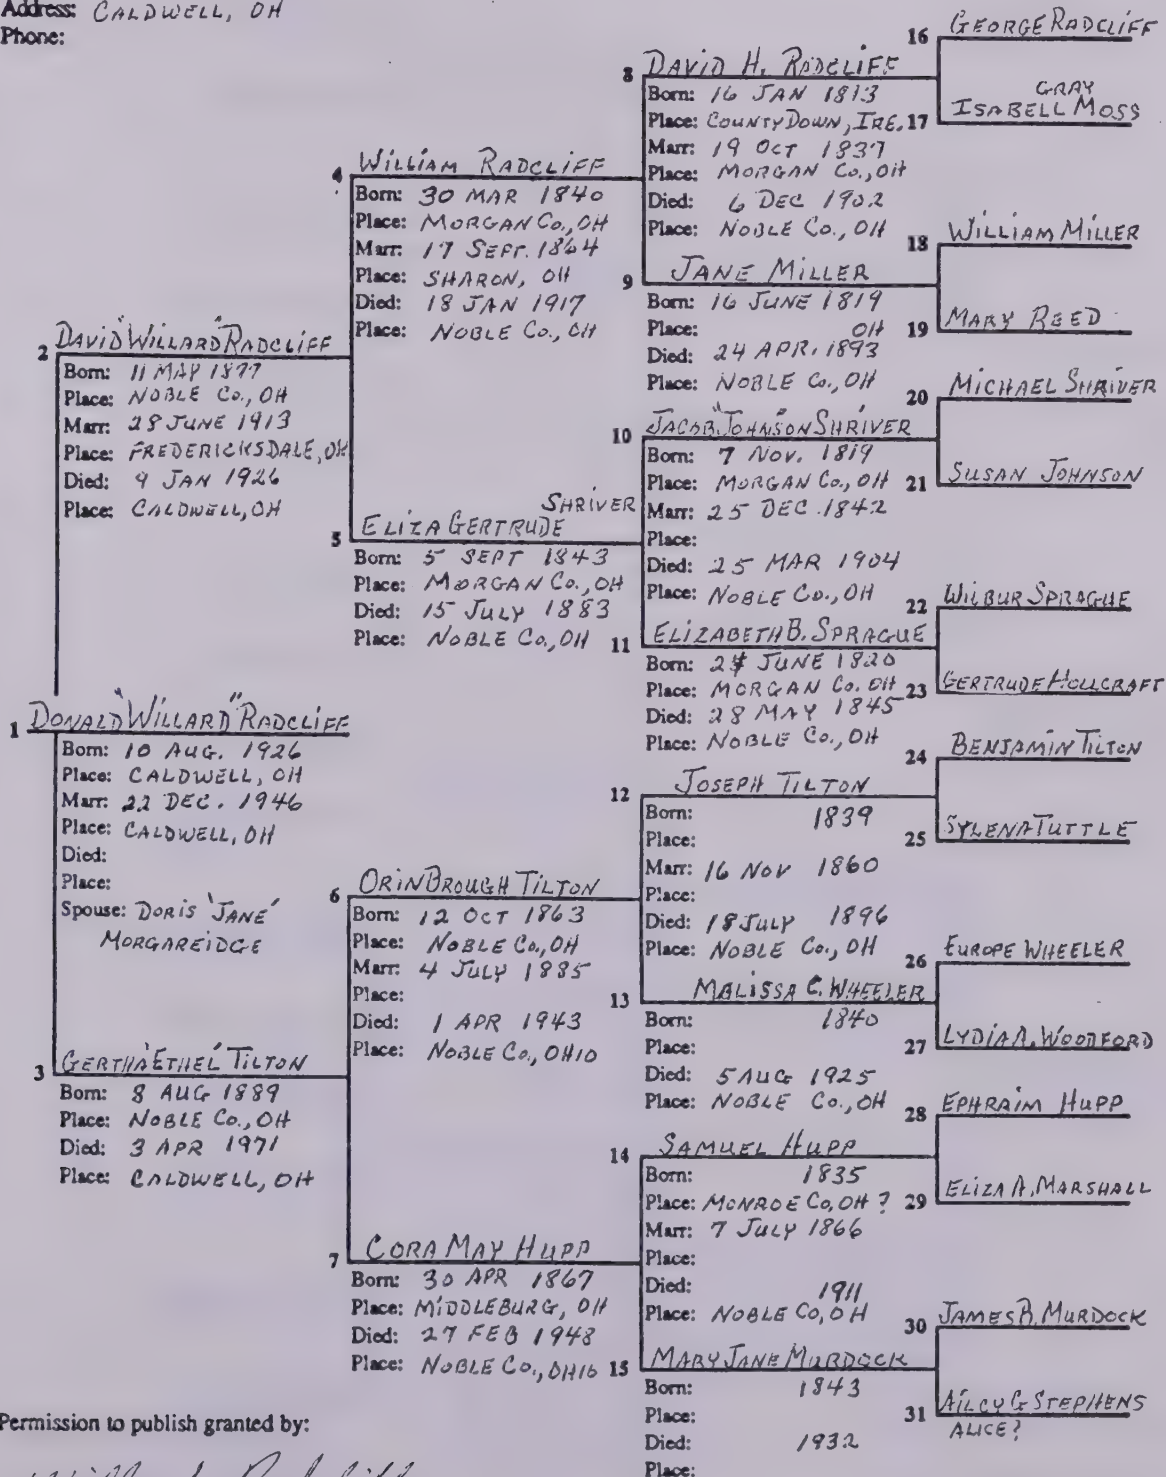 Address: CALDWELL, OH
Phone:
16 GEORGE RADCLIFF
8 DAVID H. RADCLIFF
Born: 16 JAN 1813
Place: COUNTY DOWN, IRE.
Marr: 19 OCT 1837
Place: MORGAN CO., OH
Died: 6 DEC 1902
Place: NOBLE CO., OH
GRAY
17 ISABELL MOSS
4 WILLIAM RADCLIFF
Born: 30 MAR 1840
Place: MORGAN CO., OH
Marr: 17 SEPT. 1864
Place: SHARON, OH
Died: 18 JAN 1917
Place: NOBLE CO., OH
18 WILLIAM MILLER
9 JANE MILLER
Born: 16 JUNE 1819
Place: OH
Died: 24 APR. 1893
Place: NOBLE CO., OH
19 MARY REED
2 DAVID "WILLARD" RADCLIFF
Born: 11 MAY 1877
Place: NOBLE CO., OH
Marr: 28 JUNE 1913
Place: FREDERICKSDALE, OH
Died: 9 JAN 1926
Place: CALDWELL, OH
20 MICHAEL SHRIVER
10 JACOB "JOHNSON" SHRIVER
Born: 7 NOV. 1819
Place: MORGAN CO., OH
Marr: 25 DEC. 1842
Place:
Died: 25 MAR 1904
Place: NOBLE CO., OH
21 SUSAN JOHNSON
SHRIVER
5 ELIZA GERTRUDE
Born: 5 SEPT 1843
Place: MORGAN CO., OH
Died: 15 JULY 1883
Place: NOBLE CO., OH
22 WILBUR SPRAGUE
11 ELIZABETH B. SPRAGUE
Born: 24 JUNE 1820
Place: MORGAN CO. OH
Died: 28 MAY 1845
Place: NOBLE CO., OH
23 GERTRUDE HOLLCRAFT
1 DONALD "WILLARD" RADCLIFF
Born: 10 AUG. 1926
Place: CALDWELL, OH
Marr: 22 DEC. 1946
Place: CALDWELL, OH
Died:
Place:
Spouse: DORIS 'JANE'
MORGAREIDGE
24 BENJAMIN TILTON
12 JOSEPH TILTON
Born: 1839
Place:
Marr: 16 NOV 1860
Place:
Died: 18 JULY 1896
Place: NOBLE CO., OH
25 SYLENA TUTTLE
6 ORIN BROUGH TILTON
Born: 12 OCT 1863
Place: NOBLE CO., OH
Marr: 4 JULY 1885
Place:
Died: 1 APR 1943
Place: NOBLE CO., OHIO
26 EUROPE WHEELER
13 MALISSA C. WHEELER
Born: 1840
Place:
Died: 5 AUG 1925
Place: NOBLE CO., OH
27 LYDIA A. WOODFORD
3 GERTHA 'ETHEL' TILTON
Born: 8 AUG 1889
Place: NOBLE CO., OH
Died: 3 APR 1971
Place: CALDWELL, OH
28 EPHRAIM HUPP
14 SAMUEL HUPP
Born: 1835
Place: MONROE CO, OH ?
Marr: 7 JULY 1866
Place:
Died: 1911
Place: NOBLE CO, OH
29 ELIZA A. MARSHALL
7 CORA MAY HUPP
Born: 30 APR 1867
Place: MIDDLEBURG, OH
Died: 27 FEB 1948
Place: NOBLE CO., OHIO
30 JAMES B. MURDOCK
15 MARY JANE MURDOCK
Born: 1843
Place:
Died: 1932
Place:
31 AILCY G STEPHENS
ALICE?
Permission to publish granted by:
Willard Radcliff